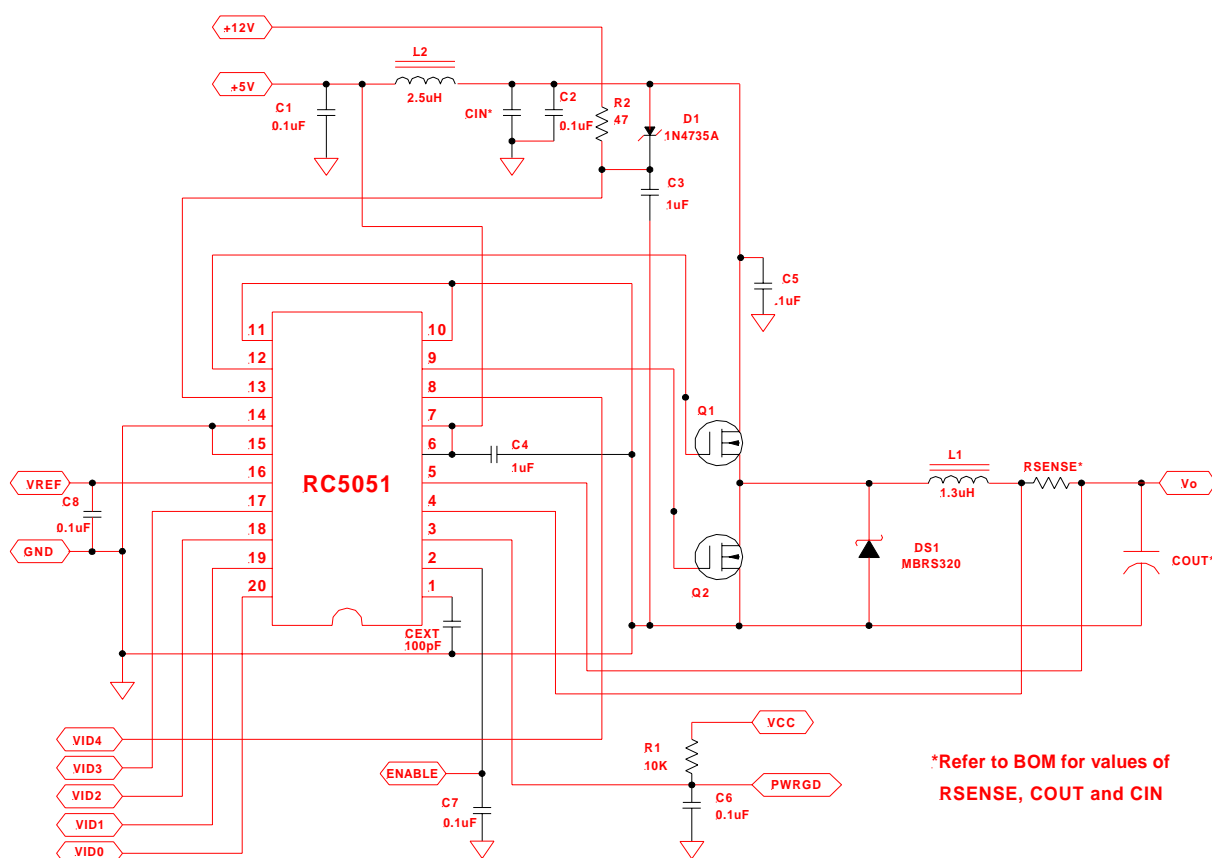 +12V
L2
+5V
2.5uH
C1
0.1uF
CIN*
C2
0.1uF
R2
47
D1
1N4735A
C3
1uF
C5
.1uF
11
10
12
9
13
8
14
7
15
6
16
5
17
4
18
3
19
2
20
1
RC5051
C4
1uF
Q1
Q2
L1
1.3uH
RSENSE*
Vo
DS1
MBRS320
COUT*
VREF
C8
0.1uF
GND
CEXT
100pF
VID4
VID3
VID2
VID1
VID0
ENABLE
C7
0.1uF
VCC
R1
10K
PWRGD
C6
0.1uF
*Refer to BOM for values of
RSENSE, COUT and CIN